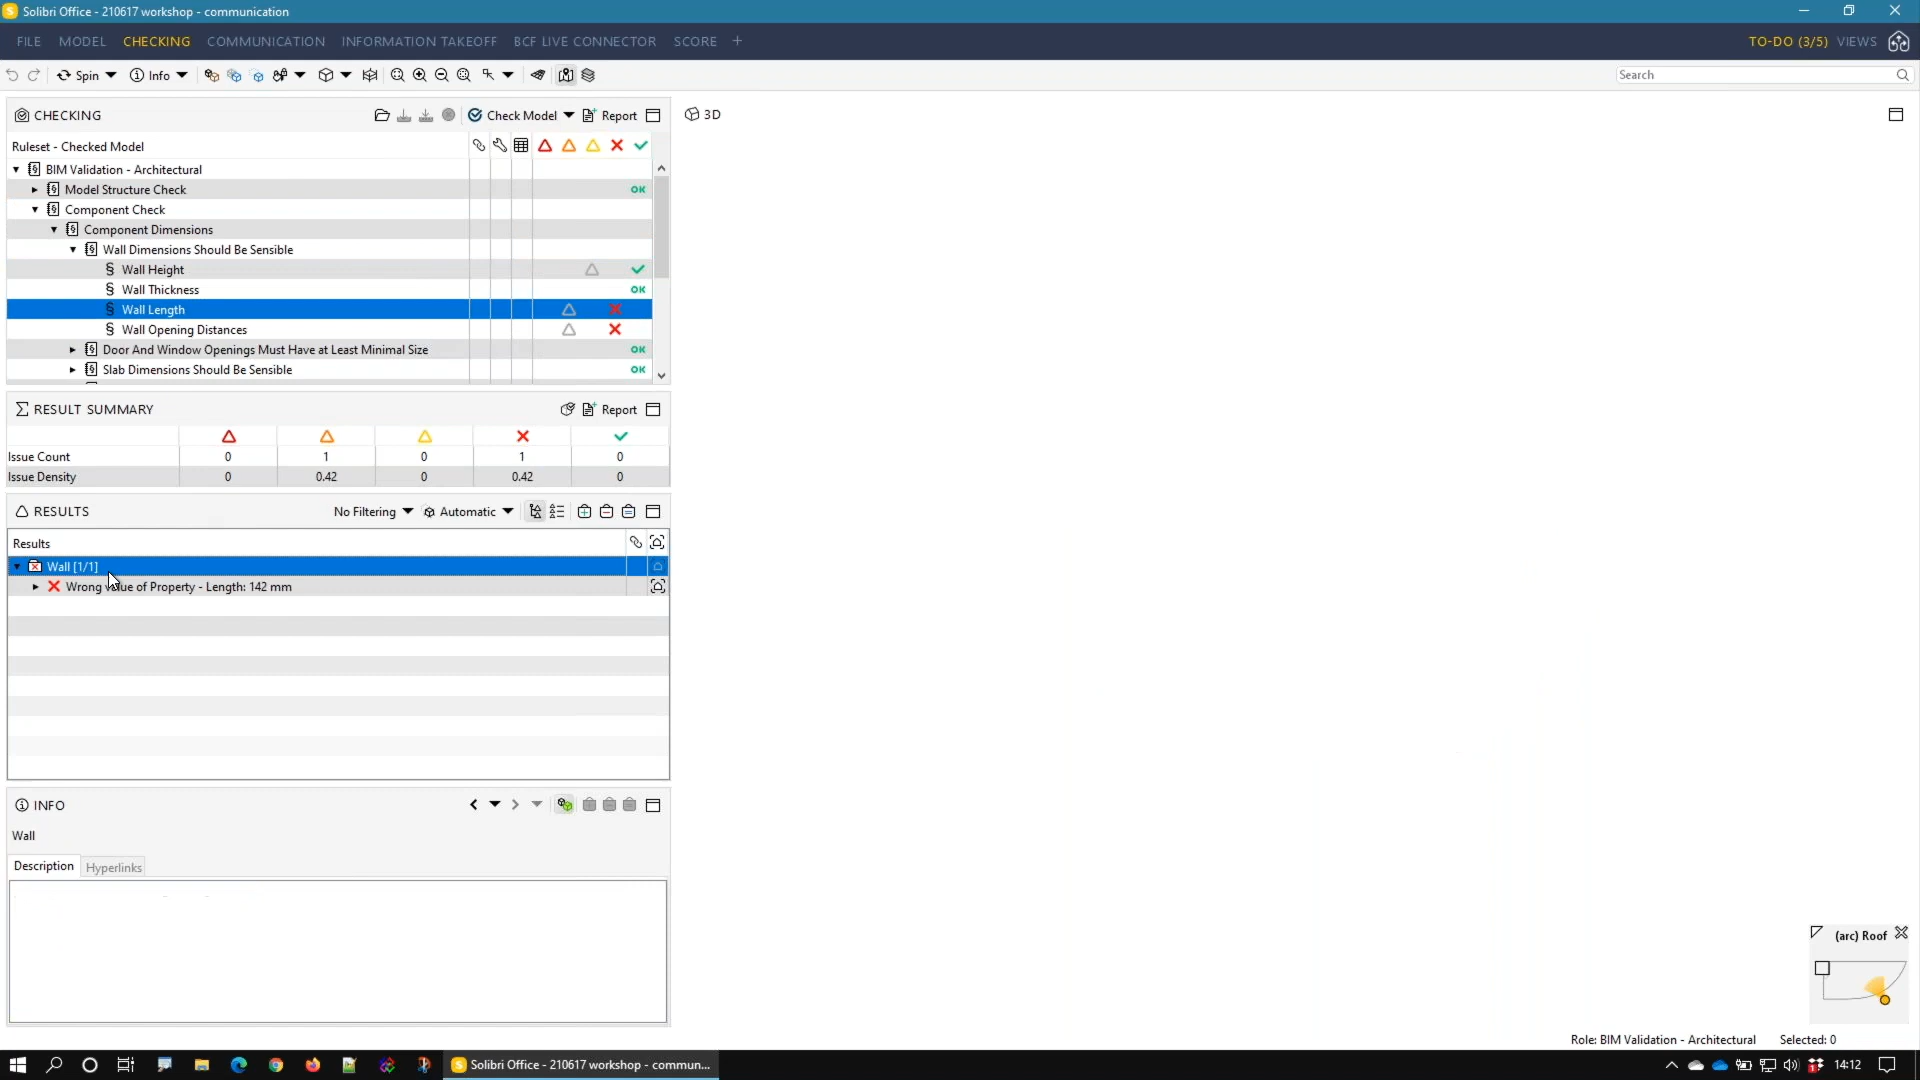 Solibri Office - 210617 workshop - communication
FILE MODEL CHECKING COMMUNICATION INFORMATION TAKEOFF BCF LIVE CONNECTOR SCORE + TO-DO (3/5) VIEWS
Spin Info Search
CHECKING Check Model Report
3D
Ruleset - Checked Model
BIM Validation - Architectural
Model Structure Check OK
Component Check
Component Dimensions
Wall Dimensions Should Be Sensible
§ Wall Height
§ Wall Thickness OK
§ Wall Length
§ Wall Opening Distances
Door And Window Openings Must Have at Least Minimal Size OK
Slab Dimensions Should Be Sensible OK
RESULT SUMMARY Report
Issue Count 0 1 0 1 0
Issue Density 0 0.42 0 0.42 0
RESULTS No Filtering Automatic
Results
Wall [1/1]
Wrong value of Property - Length: 142 mm
INFO
Wall
Description Hyperlinks
(arc) Roof
Role: BIM Validation - Architectural Selected: 0
Solibri Office - 210617 workshop - commun... 14:12